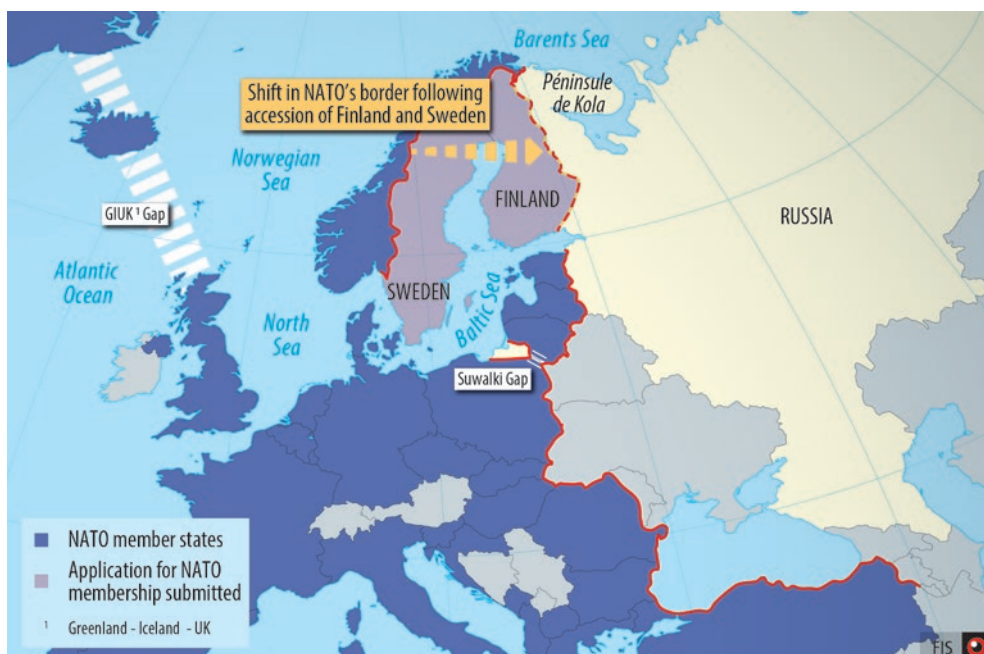 Barents Sea
Shift in NATO's border following
accession of Finland and Sweden
Péninsule
de Kola
Norwegian
Sea
FINLAND
GIUK ¹ Gap
RUSSIA
Atlantic
Ocean
SWEDEN
North
Sea
Baltic Sea
Suwalki Gap
NATO member states
Application for NATO
membership submitted
¹ Greenland - Iceland - UK
FIS